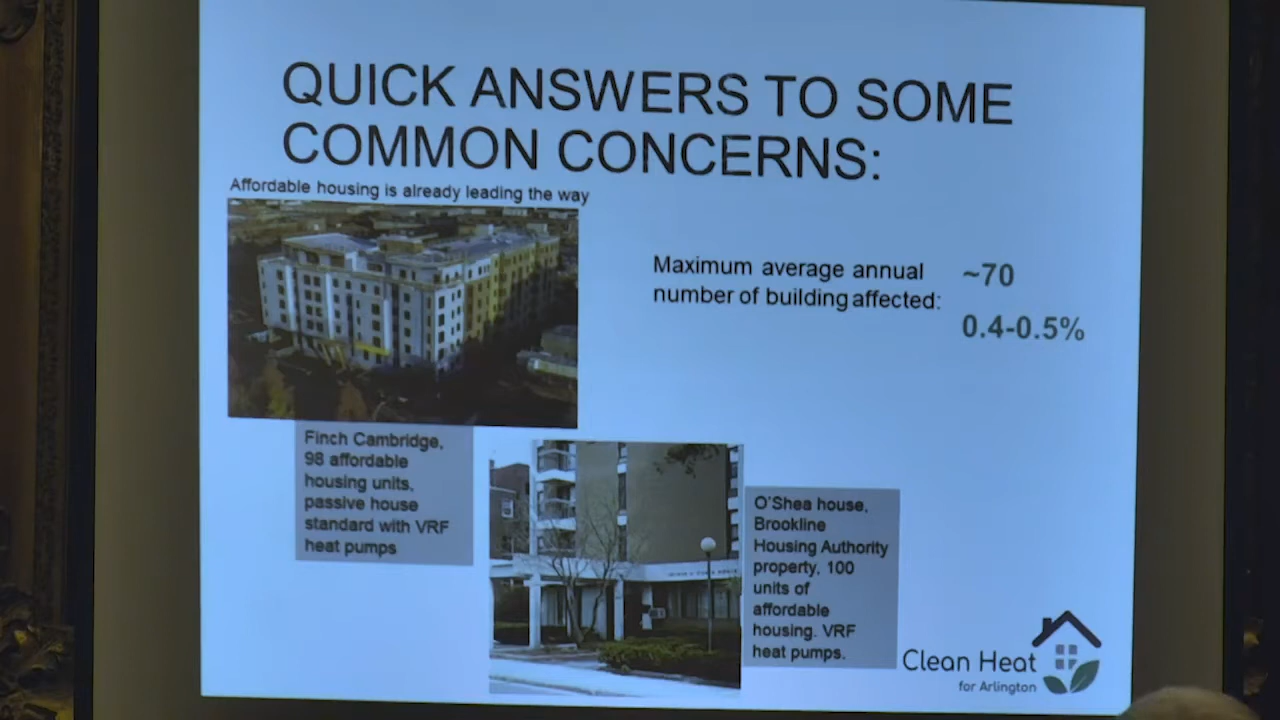 QUICK ANSWERS TO SOME
COMMON CONCERNS:
Affordable housing is already leading the way
Maximum average annual
number of building affected:
~70
0.4-0.5%
Finch Cambridge,
98 affordable
housing units,
passive house
standard with VRF
heat pumps
O'Shea house,
Brookline
Housing Authority
property, 100
units of
affordable
housing. VRF
heat pumps.
Clean Heat
for Arlington